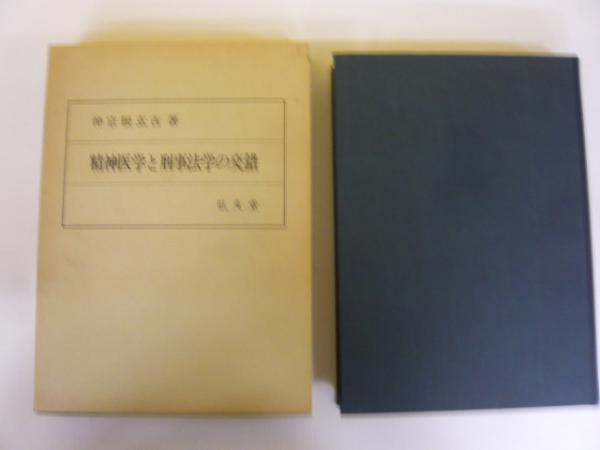 仲宗根玄吉 著
精神医学と刑事法学の交錯
弘文堂